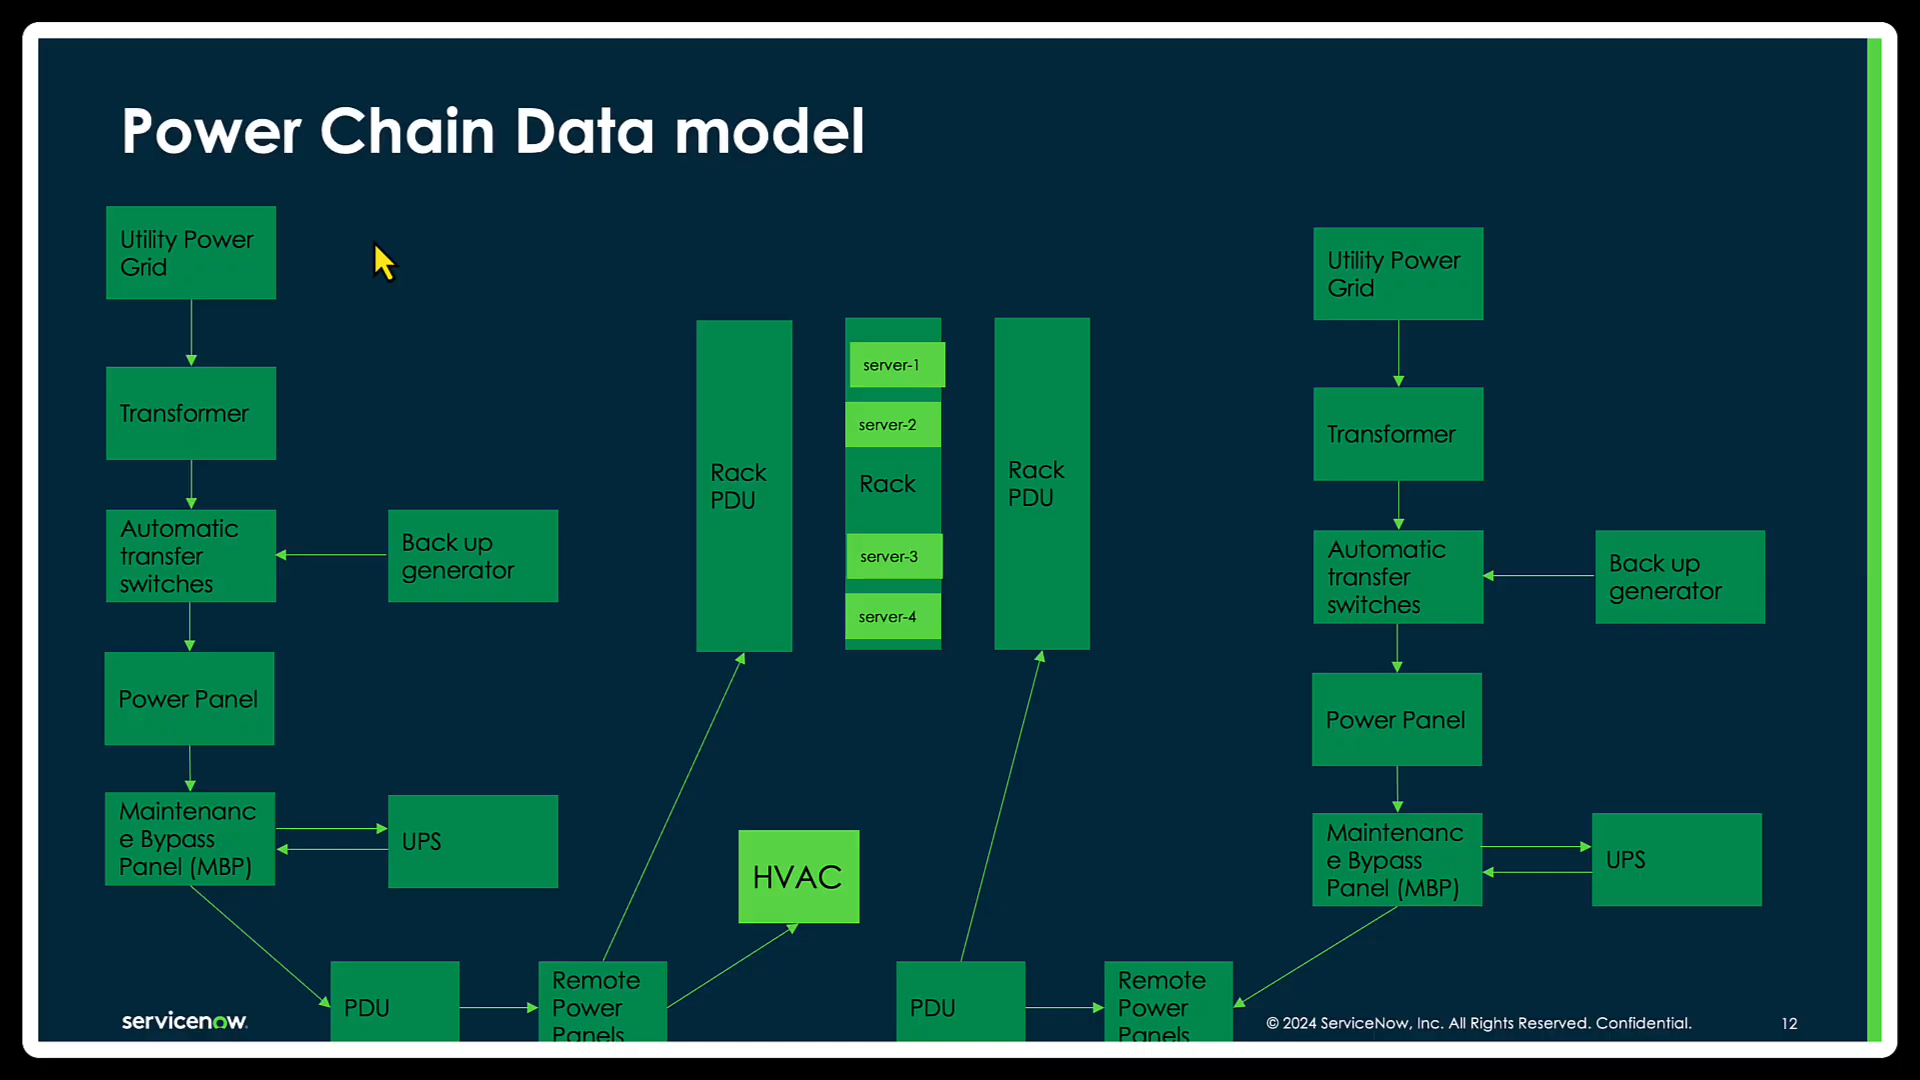 Power Chain Data model
Utility Power
Grid
Transformer
Automatic
transfer
switches
Back up
generator
Power Panel
Maintenanc
e Bypass
Panel (MBP)
UPS
PDU
Remote
Power
Panels
HVAC
Rack
PDU
server-1
server-2
Rack
server-3
server-4
Rack
PDU
PDU
Remote
Power
Panels
Utility Power
Grid
Transformer
Automatic
transfer
switches
Back up
generator
Power Panel
Maintenanc
e Bypass
Panel (MBP)
UPS
servicenow.
© 2024 ServiceNow, Inc. All Rights Reserved. Confidential.
12